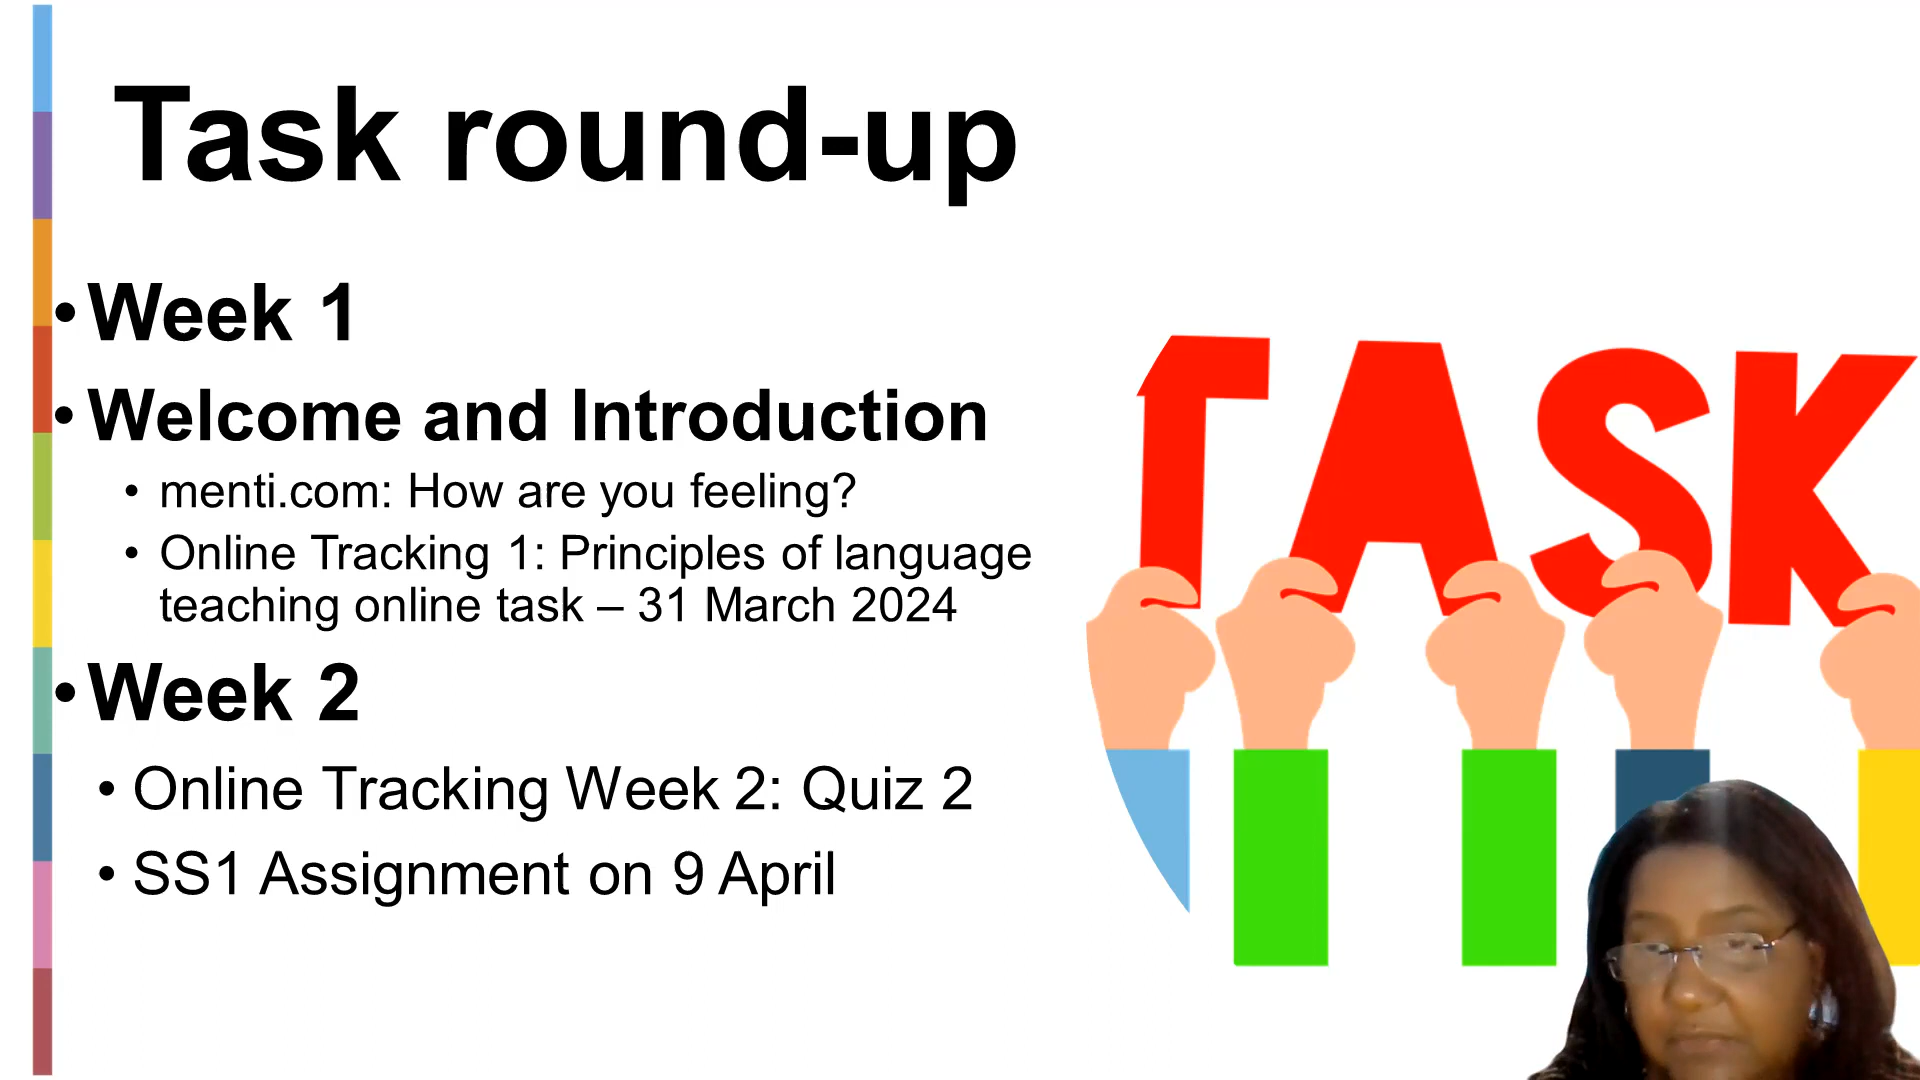 Task round-up
• Week 1
• Welcome and Introduction
• menti.com: How are you feeling?
• Online Tracking 1: Principles of language
teaching online task – 31 March 2024
TASK
• Week 2
• Online Tracking Week 2: Quiz 2
• SS1 Assignment on 9 April